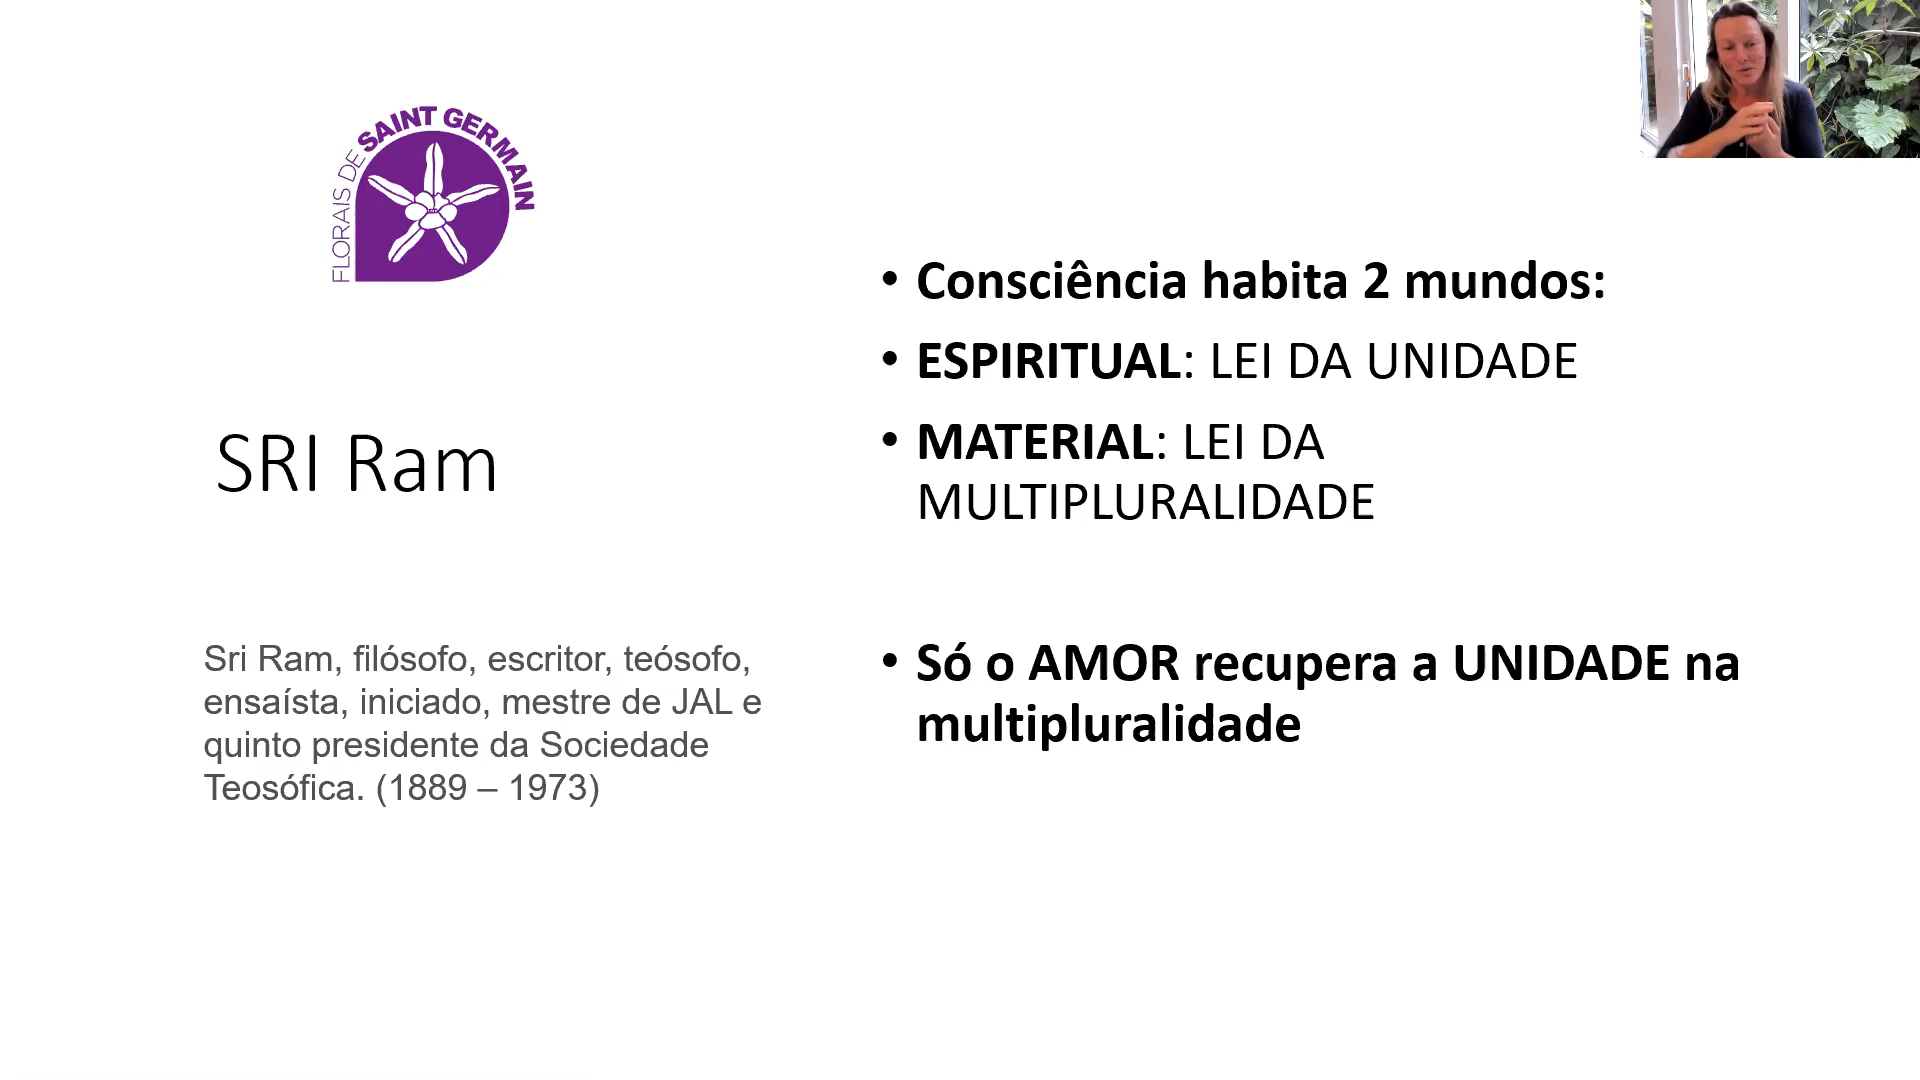 FLORAIS DE SAINT GERMAIN
SRI Ram
Sri Ram, filósofo, escritor, teósofo,
ensaísta, iniciado, mestre de JAL e
quinto presidente da Sociedade
Teosófica. (1889 – 1973)
• Consciência habita 2 mundos:
• ESPIRITUAL: LEI DA UNIDADE
• MATERIAL: LEI DA
MULTIPLURALIDADE
• Só o AMOR recupera a UNIDADE na
multipluralidade